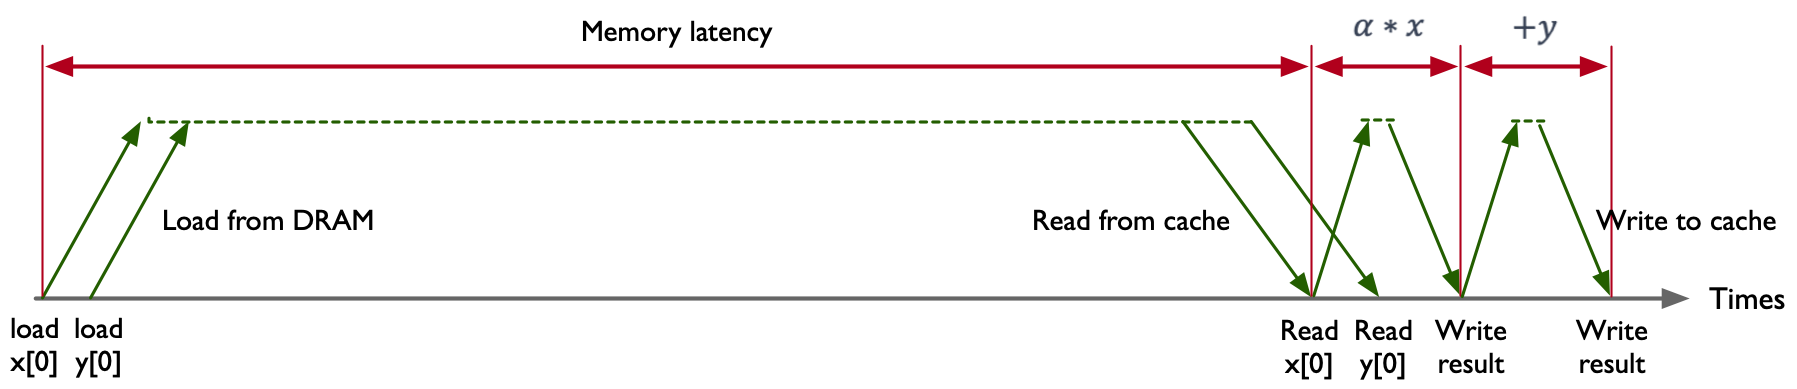 Memory latency
α * x
+y
Load from DRAM
Read from cache
Write to cache
Times
load
x[0]
load
y[0]
Read
x[0]
Read
y[0]
Write
result
Write
result